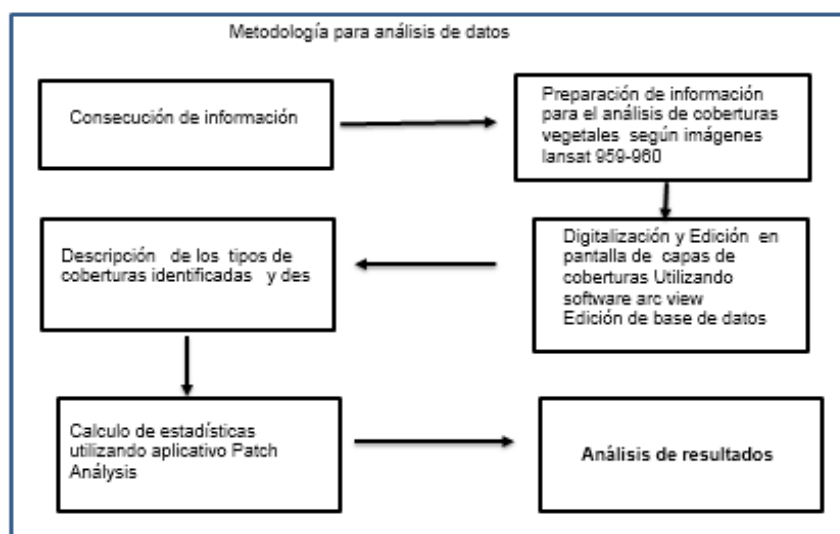 Metodología para análisis de datos
Consecución de información
Preparación de información
para el análisis de coberturas
vegetales según imágenes
lansat 959-960
Digitalización y Edición en
pantalla de capas de
coberturas Utilizando
software arc view
Edición de base de datos
Descripción de los tipos de
coberturas identificadas y des
Calculo de estadísticas
utilizando aplicativo Patch
Análysis
Análisis de resultados